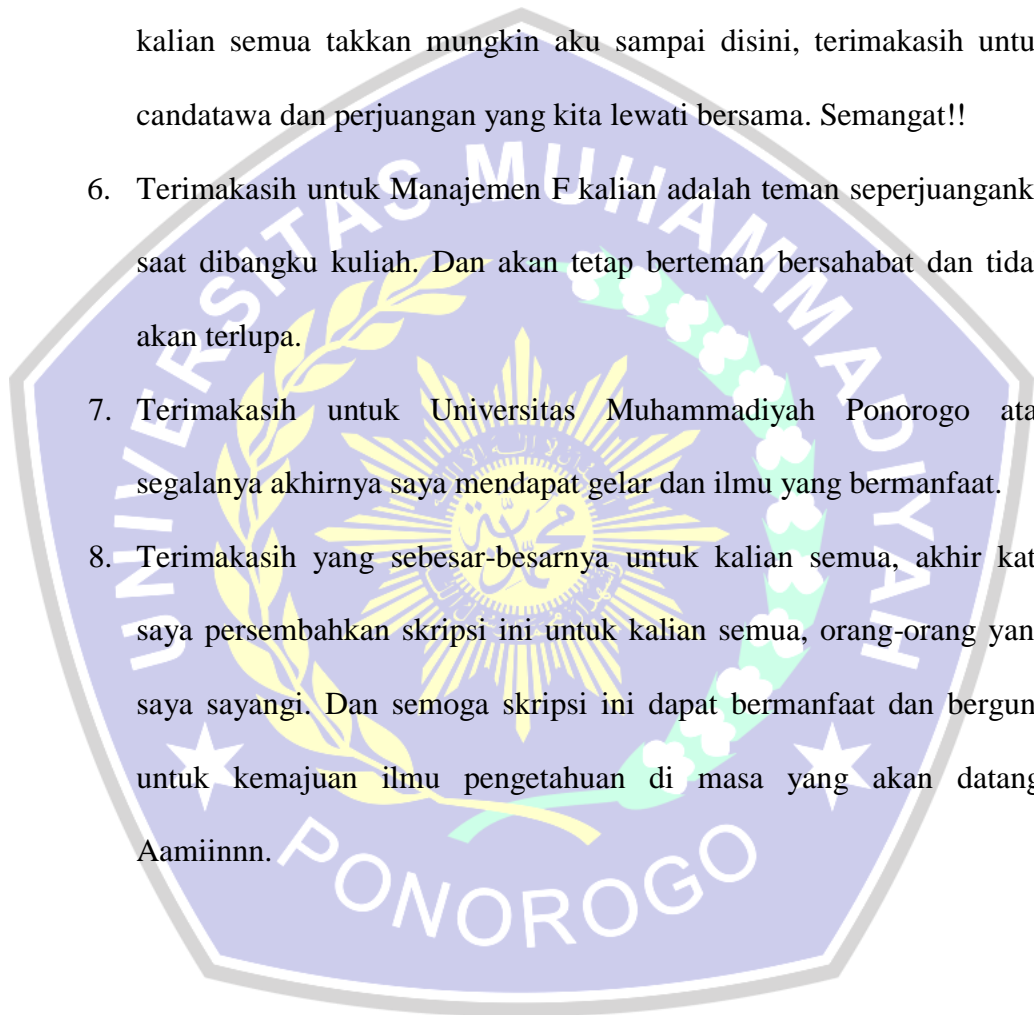 kalian semua takkan mungkin aku sampai disini, terimakasih untu
candatawa dan perjuangan yang kita lewati bersama. Semangat!!
6. Terimakasih untuk Manajemen F kalian adalah teman seperjuangank
saat dibangku kuliah. Dan akan tetap berteman bersahabat dan tida
akan terlupa.
7. Terimakasih untuk Universitas Muhammadiyah Ponorogo ata
segalanya akhirnya saya mendapat gelar dan ilmu yang bermanfaat.
8. Terimakasih yang sebesar-besarnya untuk kalian semua, akhir kat
saya persembahkan skripsi ini untuk kalian semua, orang-orang yan
saya sayangi. Dan semoga skripsi ini dapat bermanfaat dan bergun
untuk kemajuan ilmu pengetahuan di masa yang akan datang
Aamiinnn.
UNIVERSITAS MUHAMMADIYAH
PONOROGO
محمدية